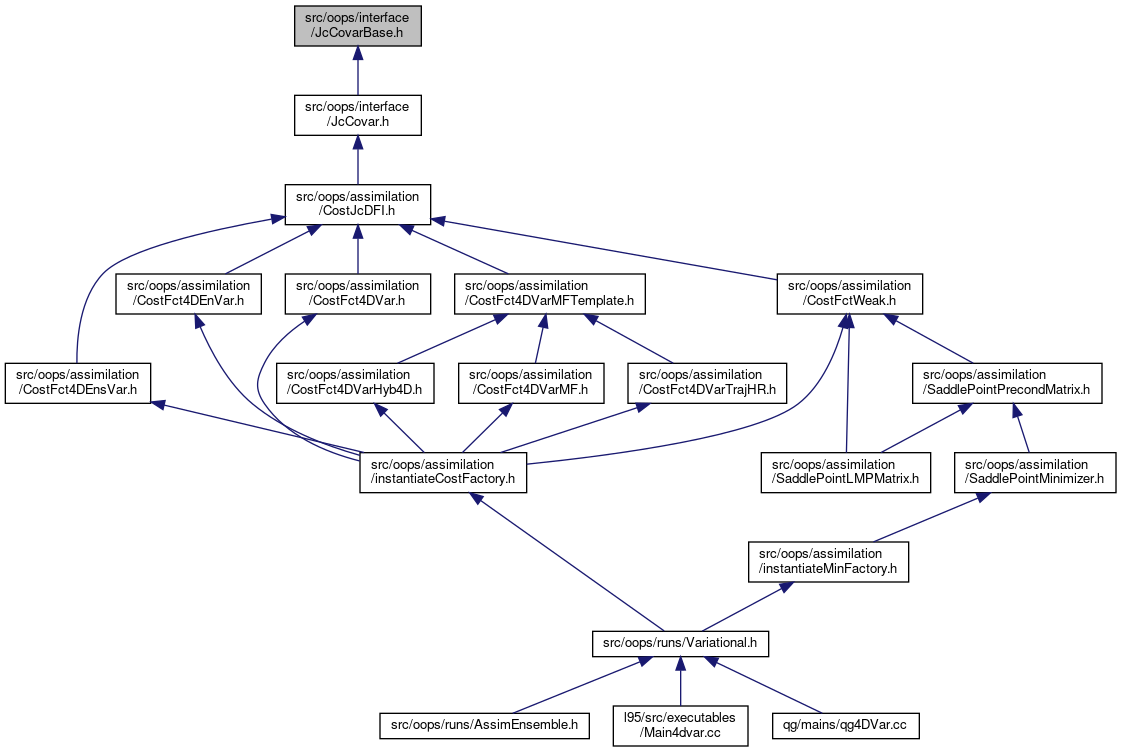 src/oops/interface
/JcCovarBase.h
src/oops/interface
/JcCovar.h
src/oops/assimilation
/CostJcDFI.h
src/oops/assimilation
/CostFct4DEnVar.h
src/oops/assimilation
/CostFct4DVar.h
src/oops/assimilation
/CostFct4DVarMFTemplate.h
src/oops/assimilation
/CostFctWeak.h
src/oops/assimilation
/CostFct4DEnsVar.h
src/oops/assimilation
/CostFct4DVarHyb4D.h
src/oops/assimilation
/CostFct4DVarMF.h
src/oops/assimilation
/CostFct4DVarTrajHR.h
src/oops/assimilation
/SaddlePointPrecondMatrix.h
src/oops/assimilation
/instantiateCostFactory.h
src/oops/assimilation
/SaddlePointLMPMatrix.h
src/oops/assimilation
/SaddlePointMinimizer.h
src/oops/assimilation
/instantiateMinFactory.h
src/oops/runs/Variational.h
src/oops/runs/AssimEnsemble.h
l95/src/executables
/Main4dvar.cc
qg/mains/qg4DVar.cc